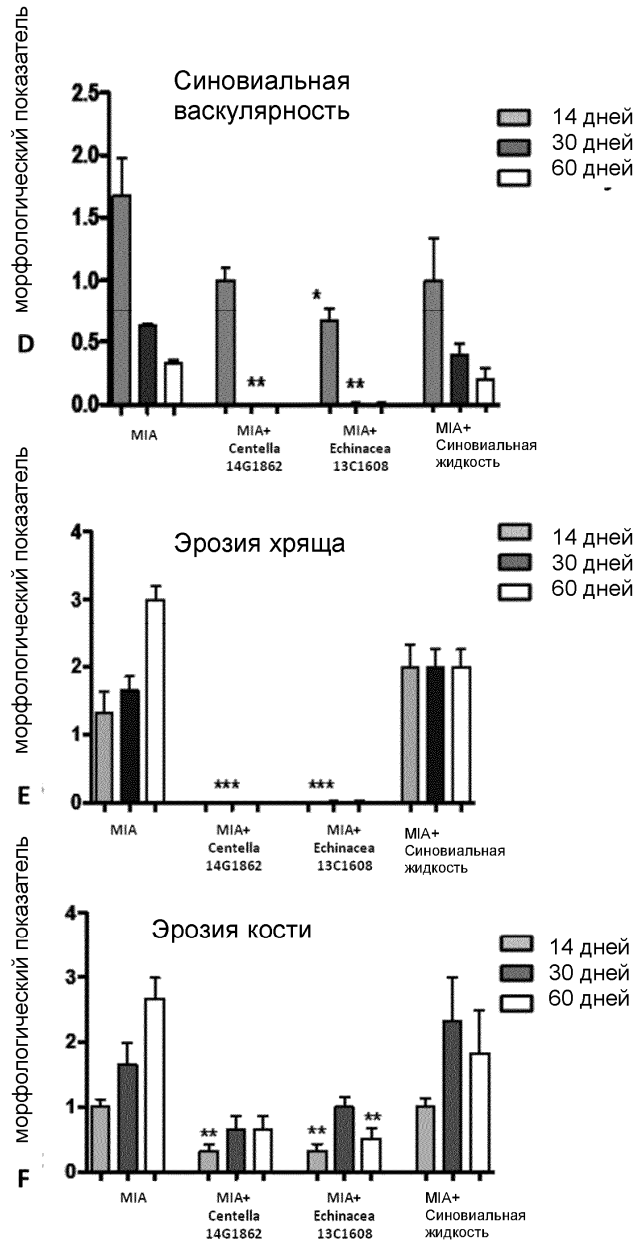 Синовиальная
васкулярность
14 дней
30 дней
60 дней
морфологический показатель
2.5
2.0
1.5
1.0
0.5
0.0
*
**
**
D
MIA
MIA+
Centella
14G1862
MIA+
Echinacea
13C1608
MIA+
Синовиальная
жидкость
Эрозия хряща
14 дней
30 дней
60 дней
морфологический показатель
4
3
2
1
0
***
***
E
MIA
MIA+
Centella
14G1862
MIA+
Echinacea
13C1608
MIA+
Синовиальная
жидкость
Эрозия кости
14 дней
30 дней
60 дней
морфологический показатель
4
3
2
1
0
**
**
**
F
MIA
MIA+
Centella
14G1862
MIA+
Echinacea
13C1608
MIA+
Синовиальная
жидкость